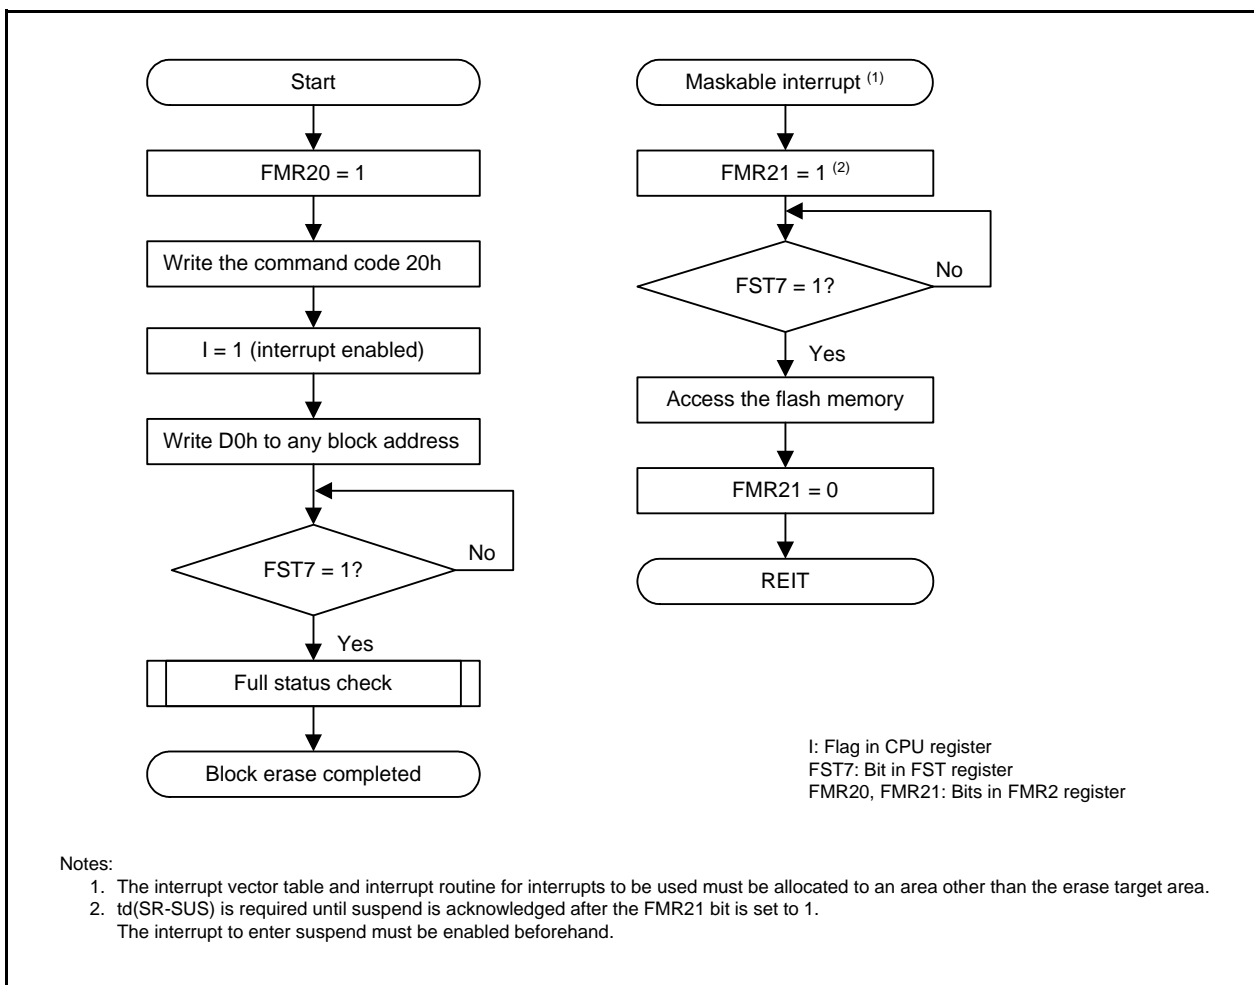 Start
FMR20 = 1
Write the command code 20h
I = 1 (interrupt enabled)
Write D0h to any block address
FST7 = 1?
No
Yes
Full status check
Block erase completed
Maskable interrupt (1)
FMR21 = 1 (2)
FST7 = 1?
No
Yes
Access the flash memory
FMR21 = 0
REIT
I: Flag in CPU register
FST7: Bit in FST register
FMR20, FMR21: Bits in FMR2 register
Notes:
1. The interrupt vector table and interrupt routine for interrupts to be used must be allocated to an area other than the erase target area.
2. td(SR-SUS) is required until suspend is acknowledged after the FMR21 bit is set to 1.
The interrupt to enter suspend must be enabled beforehand.